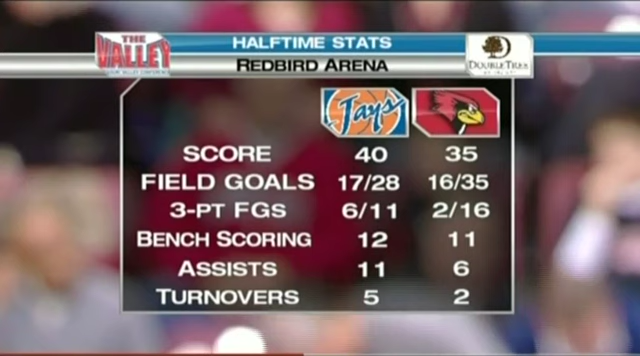 THE
VALLEY
HALFTIME STATS
REDBIRD ARENA
DOUBLETREE
Jays
SCORE 40 35
FIELD GOALS 17/28 16/35
3-PT FGS 6/11 2/16
BENCH SCORING 12 11
ASSISTS 11 6
TURNOVERS 5 2